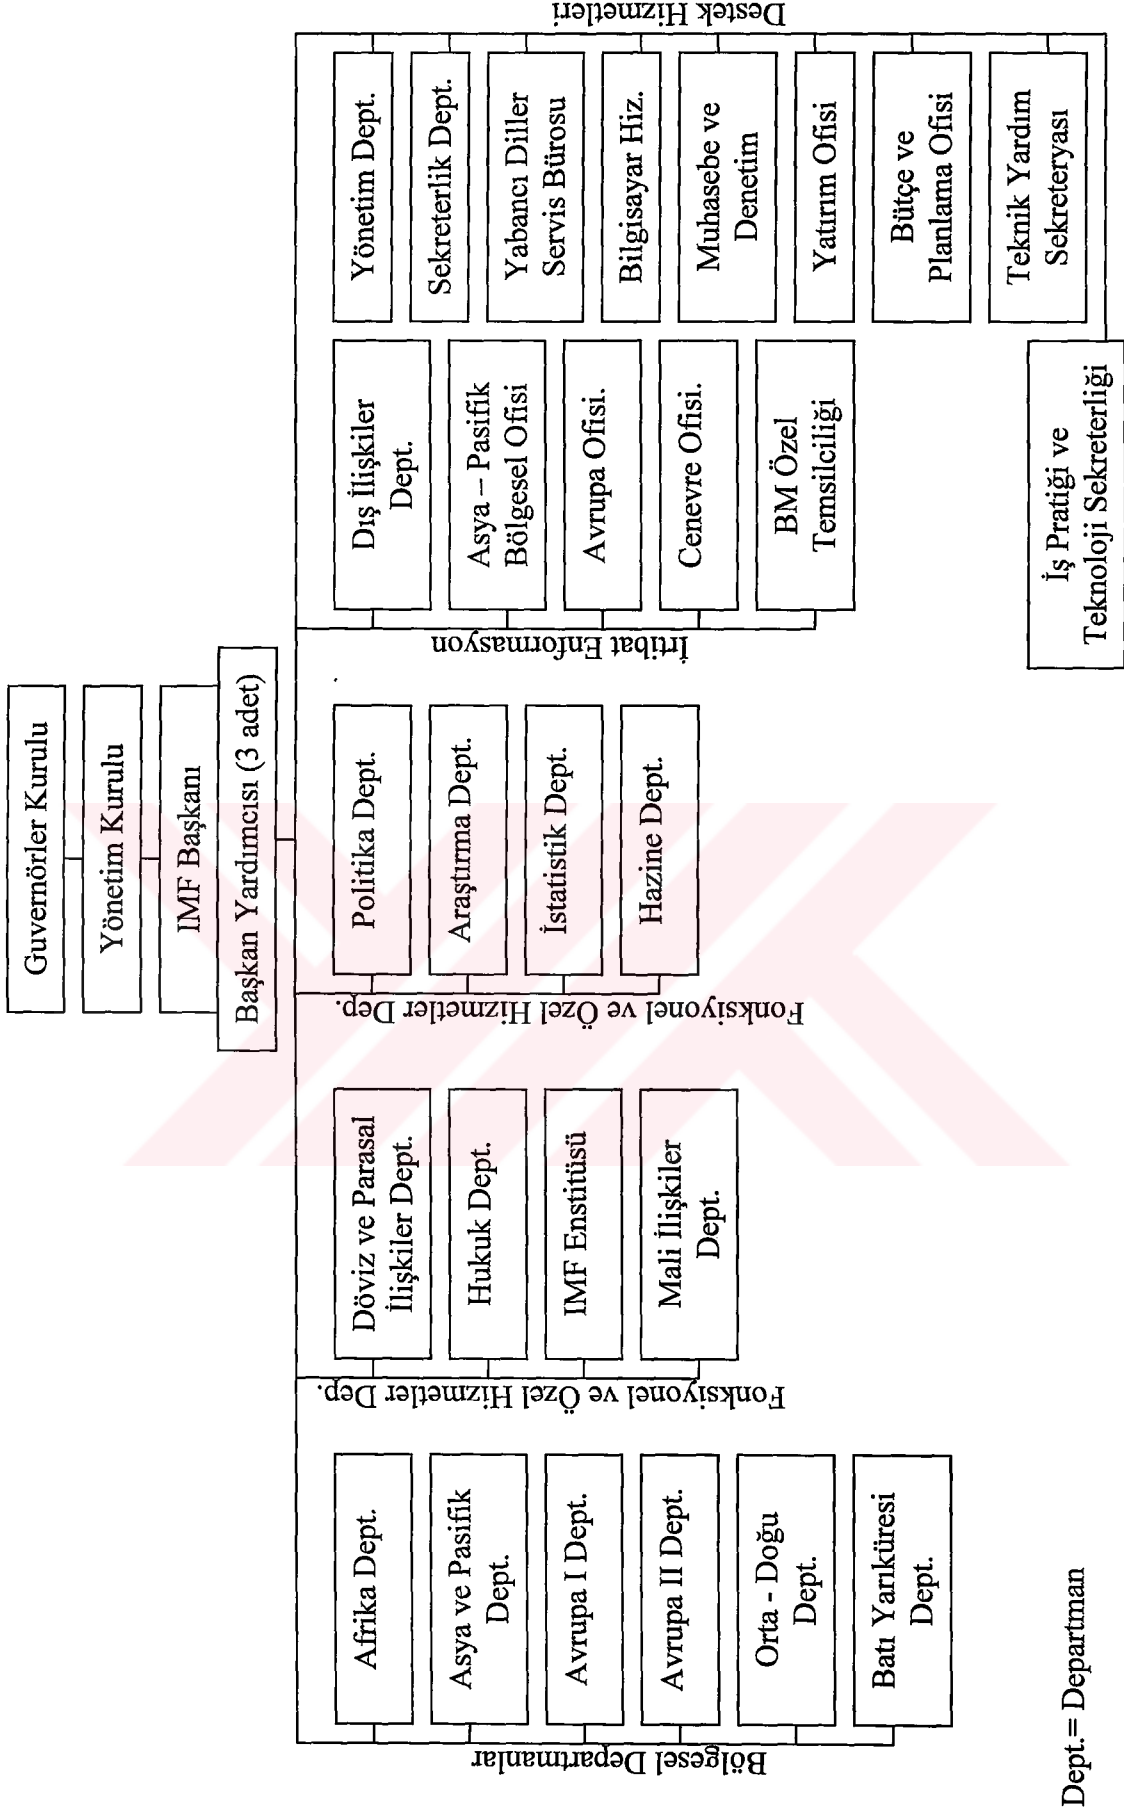 Guvernörler Kurulu
Yönetim Kurulu
IMF Başkanı
Başkan Yardımcısı (3 adet)
Bölgesel Departmanlar
Afrika Dept.
Asya ve Pasifik
Dept.
Avrupa I Dept.
Avrupa II Dept.
Orta - Doğu
Dept.
Batı Yarıküresi
Dept.
Fonksiyonel ve Özel Hizmetler Dep.
Döviz ve Parasal
İlişkiler Dept.
Hukuk Dept.
IMF Enstitüsü
Mali İlişkiler
Dept.
Fonksiyonel ve Özel Hizmetler Dep.
Politika Dept.
Araştırma Dept.
İstatistik Dept.
Hazine Dept.
İrtibat Enformasyon
Dış İlişkiler
Dept.
Asya – Pasifik
Bölgesel Ofisi
Avrupa Ofisi.
Cenevre Ofisi.
BM Özel
Temsilciliği
Destek Hizmetleri
Yönetim Dept.
Sekreterlik Dept.
Yabancı Diller
Servis Bürosu
Bilgisayar Hiz.
Muhasebe ve
Denetim
Yatırım Ofisi
Bütçe ve
Planlama Ofisi
Teknik Yardım
Sekreteryası
İş Pratiği ve
Teknoloji Sekreterliği
Dept.= Departman